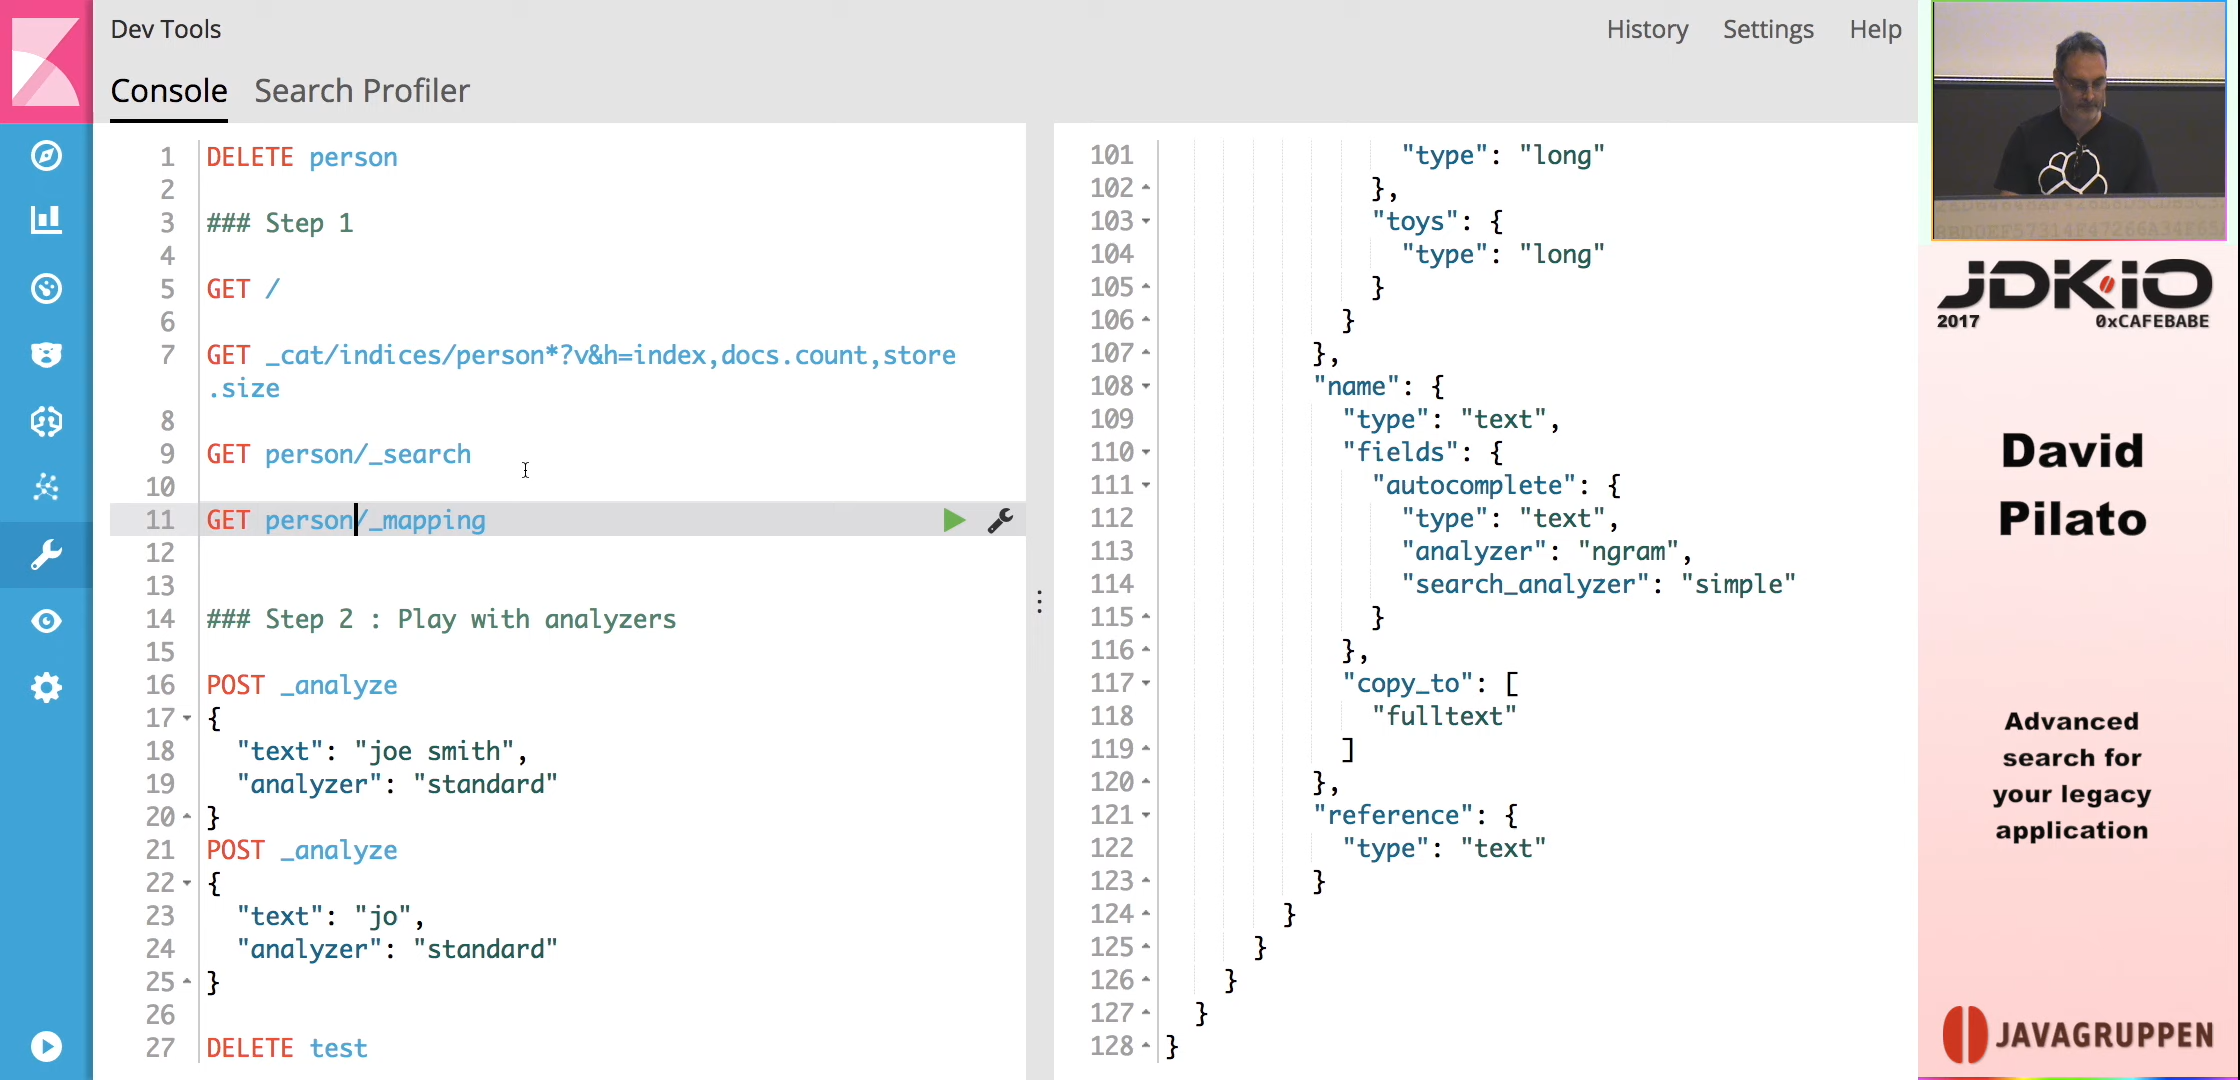 Dev Tools
History Settings Help
Console Search Profiler
1 DELETE person
2
3 ### Step 1
4
5 GET /
6
7 GET _cat/indices/person*?v&h=index,docs.count,store
.size
8
9 GET person/_search
10
11 GET person/_mapping
12
13
14 ### Step 2 : Play with analyzers
15
16 POST _analyze
17 {
18 "text": "joe smith",
19 "analyzer": "standard"
20 }
21 POST _analyze
22 {
23 "text": "jo",
24 "analyzer": "standard"
25 }
26
27 DELETE test
101 "type": "long"
102 },
103 "toys": {
104 "type": "long"
105 }
106 }
107 },
108 "name": {
109 "type": "text",
110 "fields": {
111 "autocomplete": {
112 "type": "text",
113 "analyzer": "ngram",
114 "search_analyzer": "simple"
115 }
116 },
117 "copy_to": [
118 "fulltext"
119 ]
120 },
121 "reference": {
122 "type": "text"
123 }
124 }
125 }
126 }
127 }
128 }
JDK.iO
2017 0xCAFEBABE
David
Pilato
Advanced
search for
your legacy
application
JAVAGRUPPEN